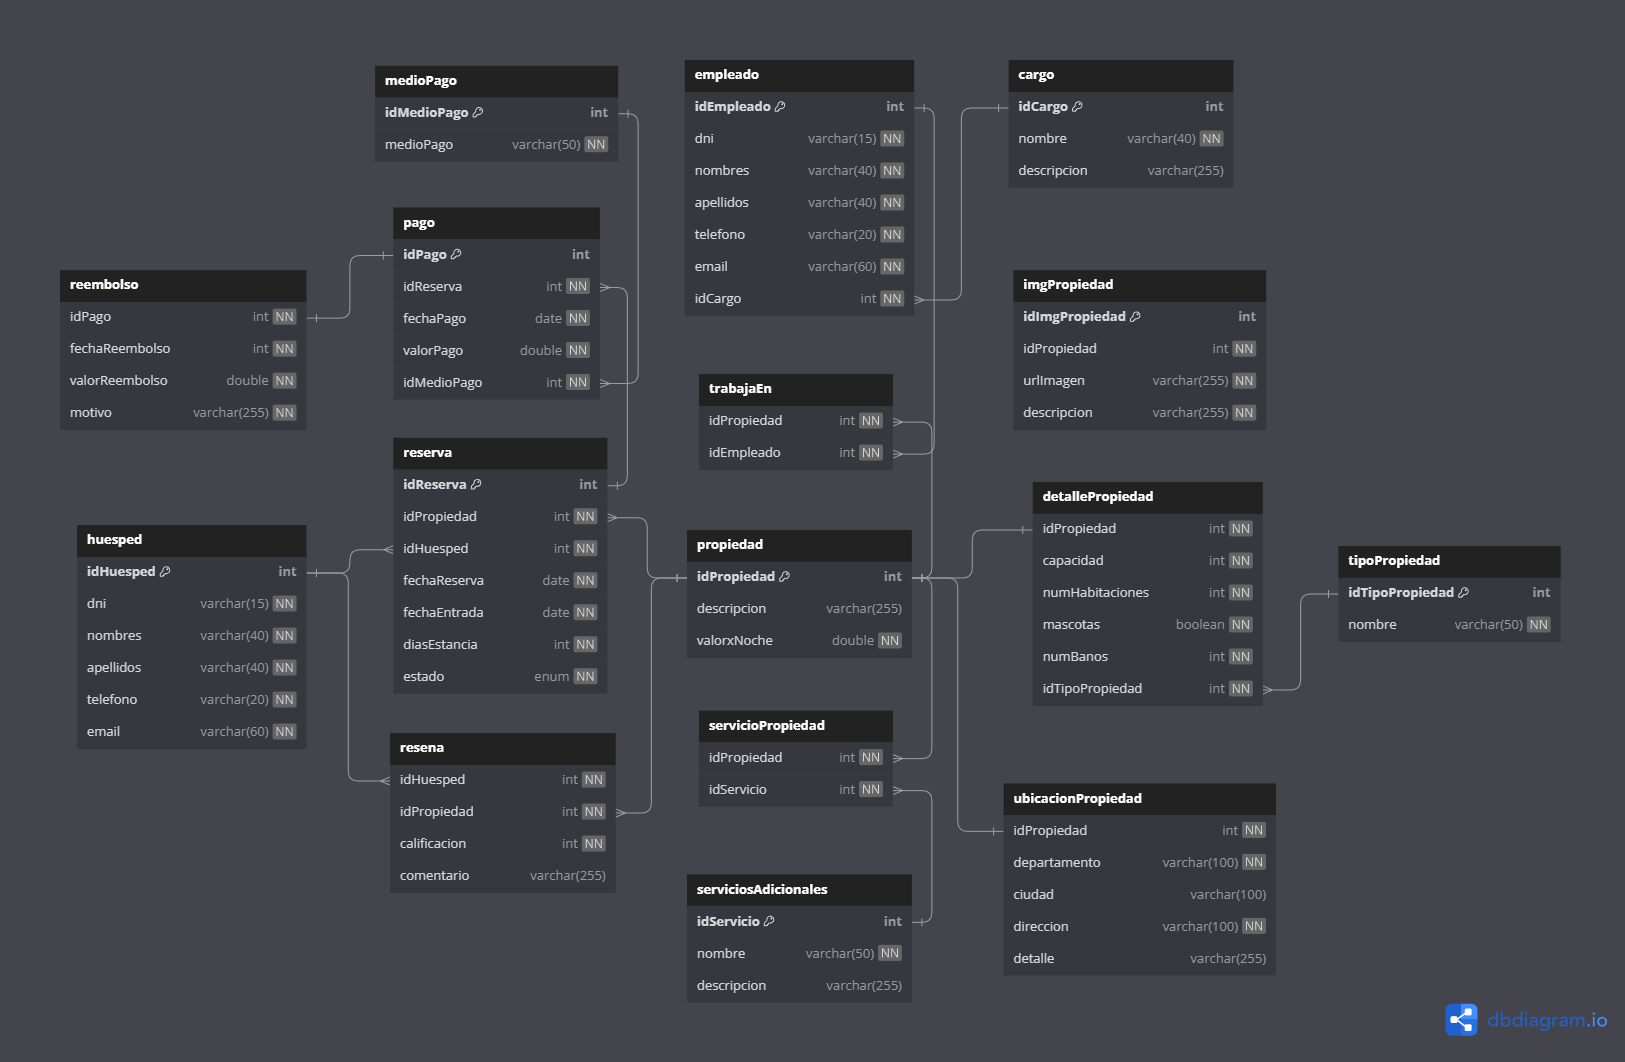 medioPago
idMedioPago int
medioPago varchar(50) NN
pago
idPago int
idReserva int NN
fechaPago date NN
valorPago double NN
idMedioPago int NN
reembolso
idPago int NN
fechaReembolso int NN
valorReembolso double NN
motivo varchar(255) NN
reserva
idReserva int
idPropiedad int NN
idHuesped int NN
fechaReserva date NN
fechaEntrada date NN
diasEstancia int NN
estado enum NN
huesped
idHuesped int
dni varchar(15) NN
nombres varchar(40) NN
apellidos varchar(40) NN
telefono varchar(20) NN
email varchar(60) NN
resena
idHuesped int NN
idPropiedad int NN
calificacion int NN
comentario varchar(255)
empleado
idEmpleado int
dni varchar(15) NN
nombres varchar(40) NN
apellidos varchar(40) NN
telefono varchar(20) NN
email varchar(60) NN
idCargo int NN
trabajaEn
idPropiedad int NN
idEmpleado int NN
propiedad
idPropiedad int
descripcion varchar(255)
valorxNoche double NN
servicioPropiedad
idPropiedad int NN
idServicio int NN
serviciosAdicionales
idServicio int
nombre varchar(50) NN
descripcion varchar(255)
cargo
idCargo int
nombre varchar(40) NN
descripcion varchar(255)
imgPropiedad
idImgPropiedad int
idPropiedad int NN
urlImagen varchar(255) NN
descripcion varchar(255) NN
detallePropiedad
idPropiedad int NN
capacidad int NN
numHabitaciones int NN
mascotas boolean NN
numBanos int NN
idTipoPropiedad int NN
tipoPropiedad
idTipoPropiedad int
nombre varchar(50) NN
ubicacionPropiedad
idPropiedad int NN
departamento varchar(100) NN
ciudad varchar(100)
direccion varchar(100) NN
detalle varchar(255)
dbdiagram.io